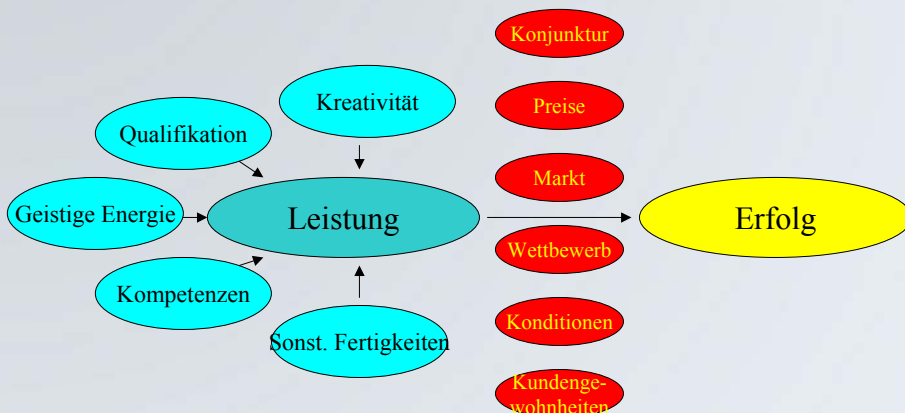 Konjunktur
Kreativität
Preise
Qualifikation
Markt
Geistige Energie
Leistung
Erfolg
Wettbewerb
Kompetenzen
Konditionen
Sonst. Fertigkeiten
Kundenge-
wohnheiten